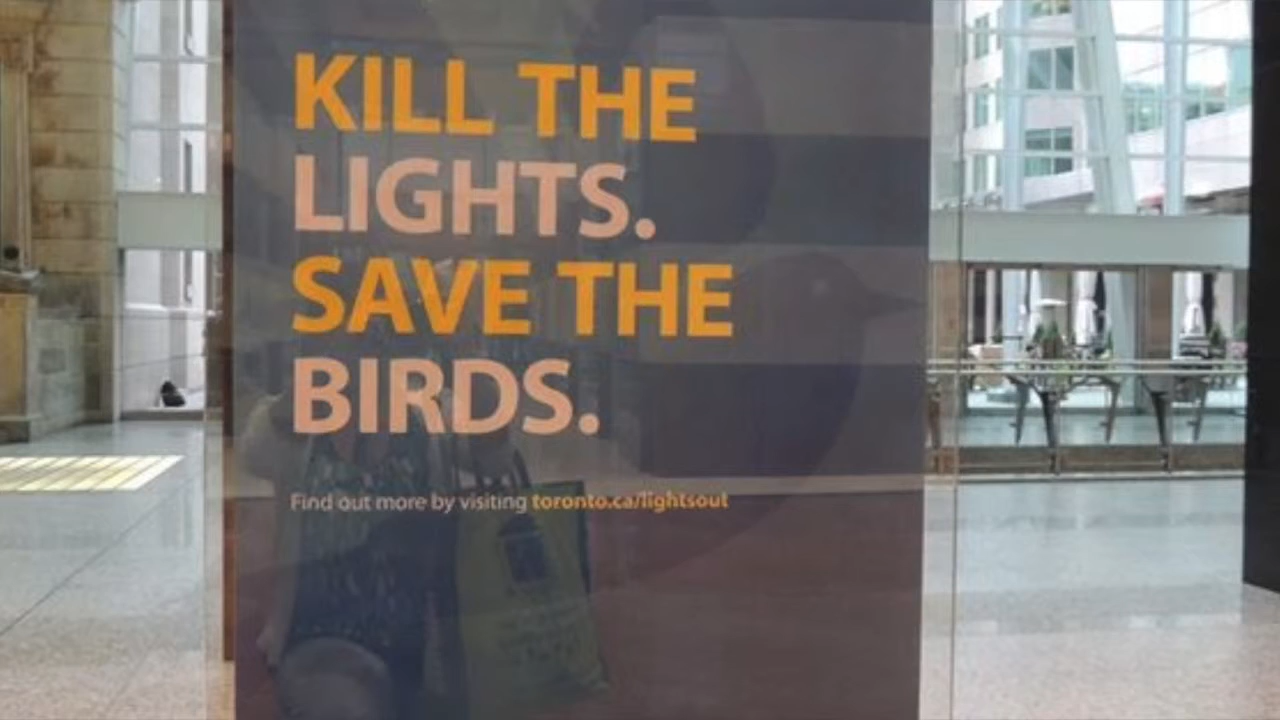 KILL THE
LIGHTS.
SAVE THE
BIRDS.
Find out more by visiting toronto.ca/lightsout